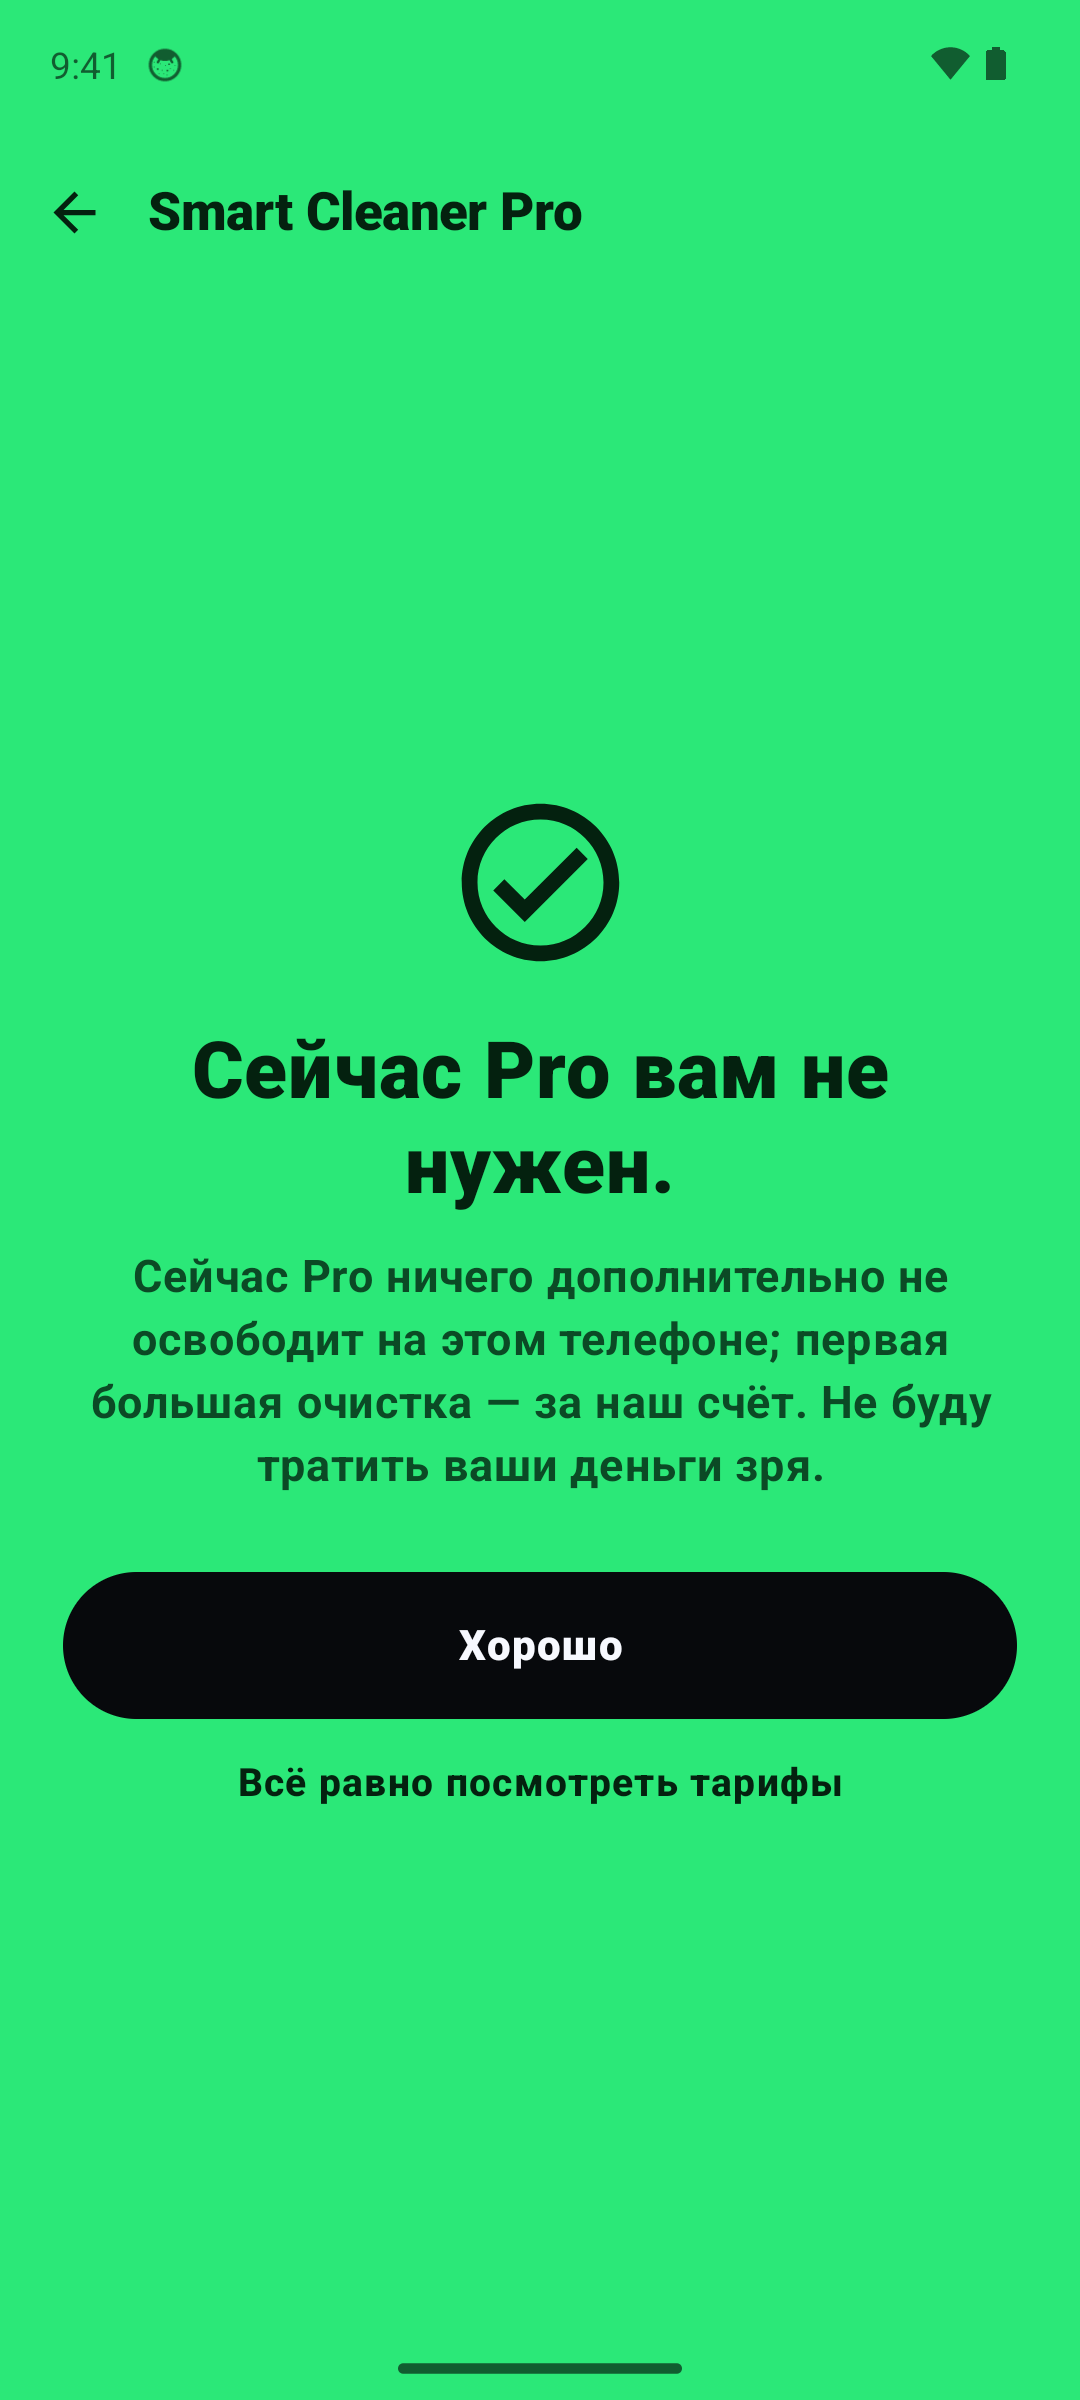 9:41
Smart Cleaner Pro
Сейчас Pro вам не
нужен.
Сейчас Pro ничего дополнительно не
освободит на этом телефоне; первая
большая очистка — за наш счёт. Не буду
тратить ваши деньги зря.
Хорошо
Всё равно посмотреть тарифы